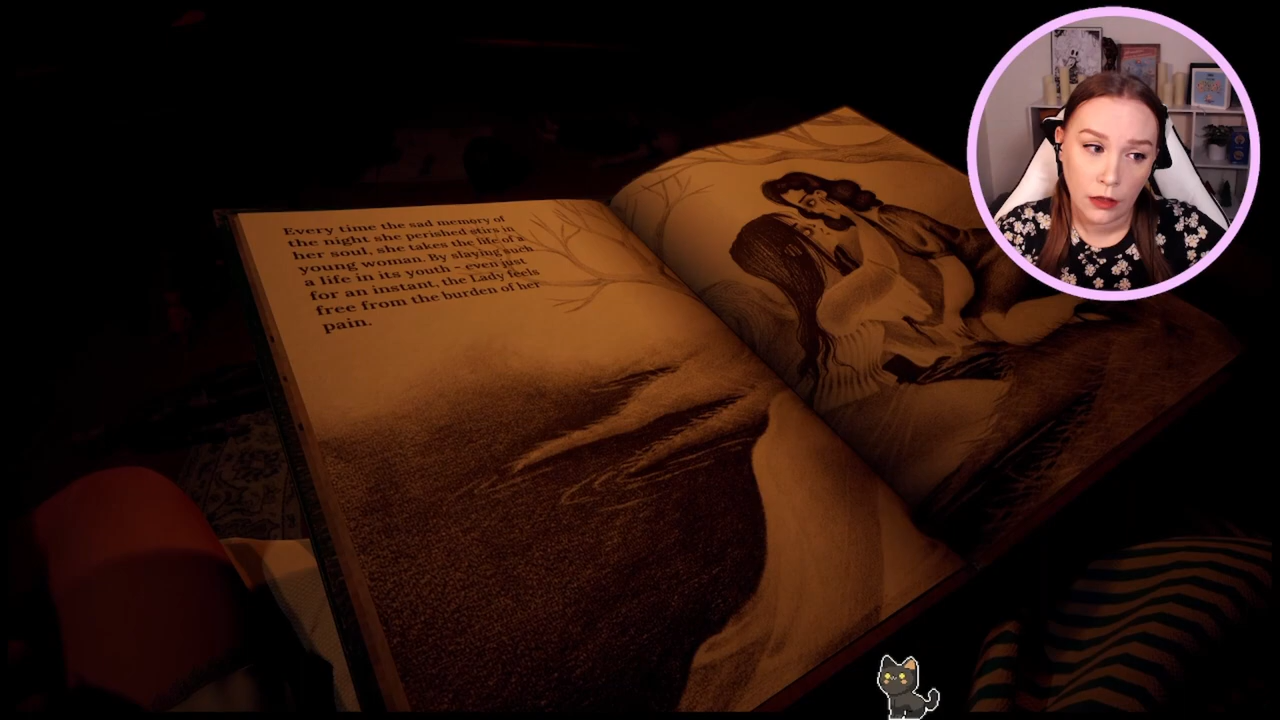 Every time the sad memory of
the night she perished stirs in
her soul, she takes the life of a
young woman. By slaying such
a life in its youth – even just
for an instant, the Lady feels
free from the burden of her
pain.